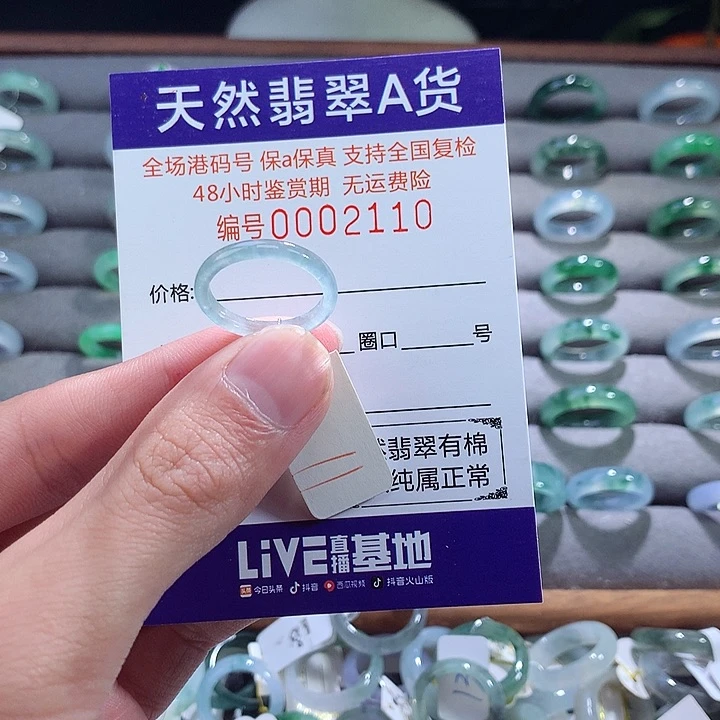 天然翡翠A货
全场港码号 保a保真 支持全国复检
48小时鉴赏期 无运费险
编号0002110
价格:
圈口 号
翡翠有棉
纯属正常
LiVE直播基地
今日头条 抖音 西瓜视频 抖音火山版